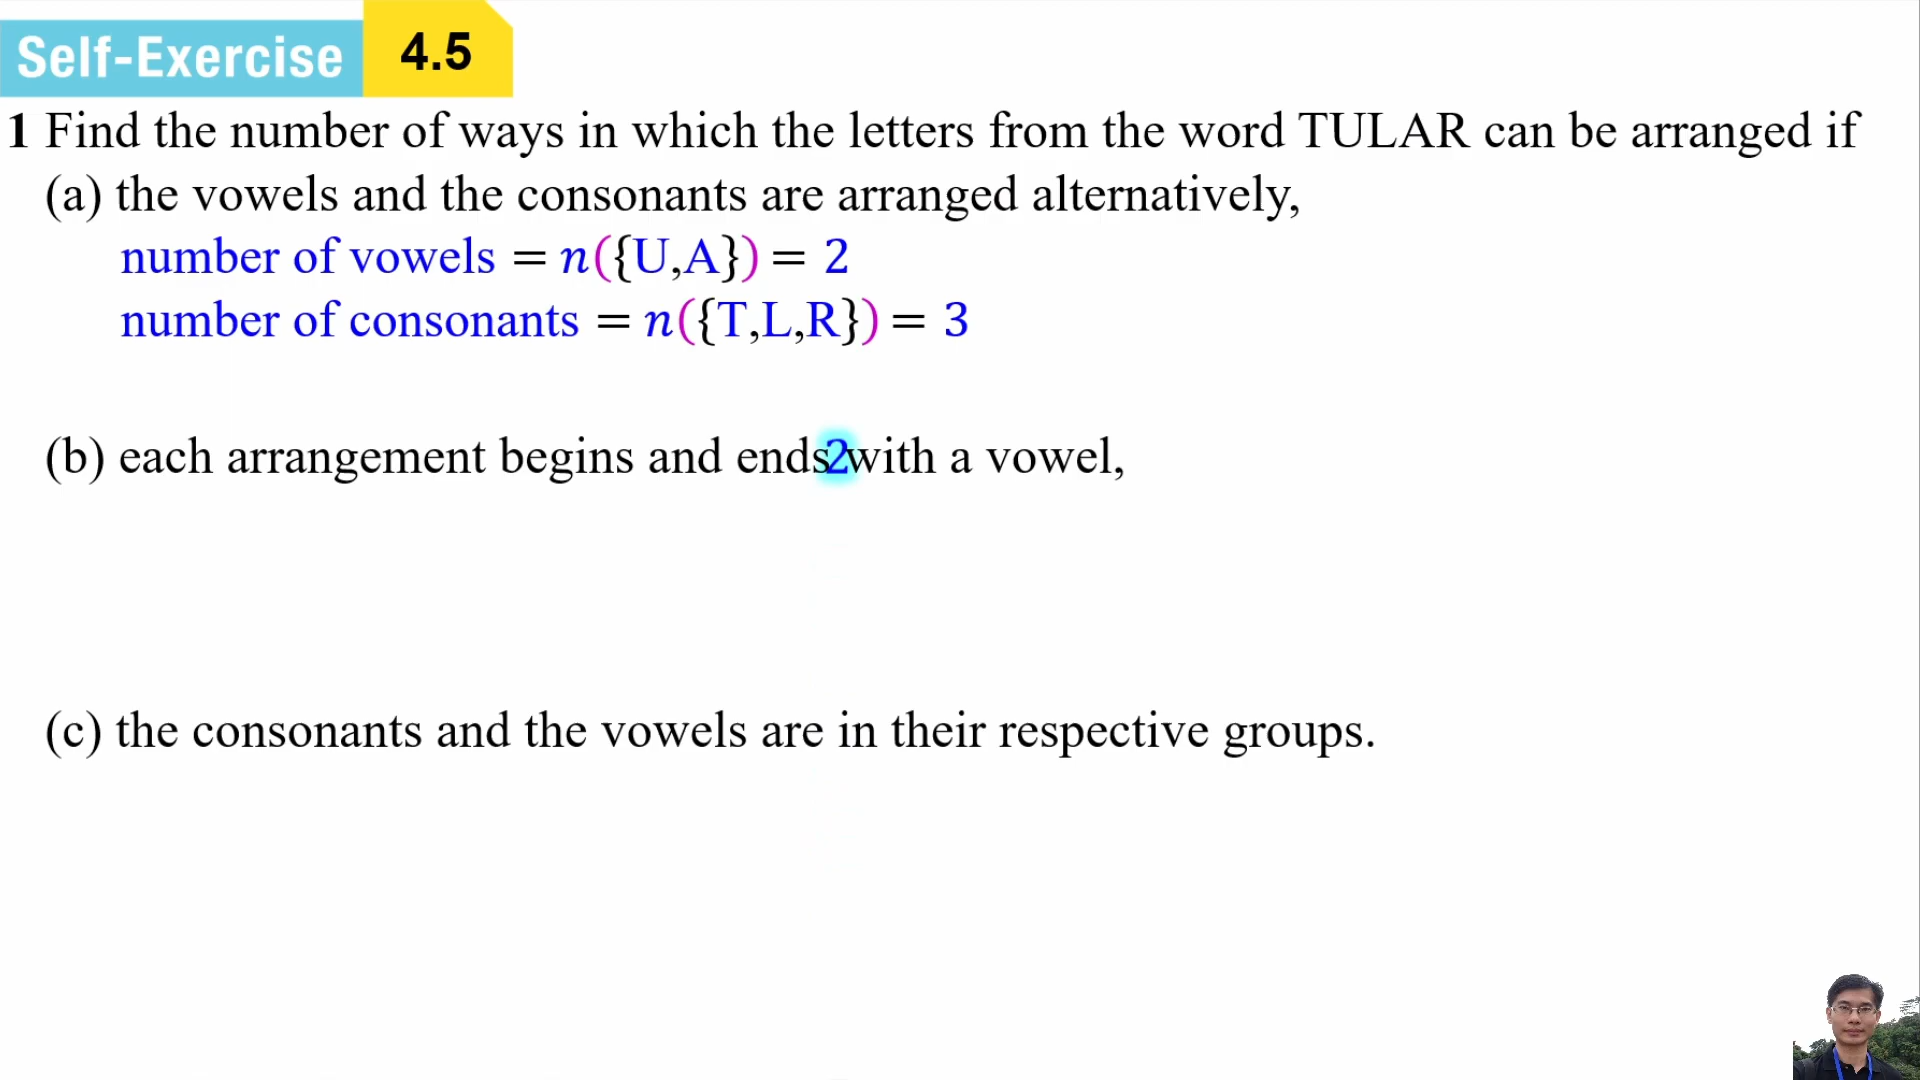 Self-Exercise 4.5
1 Find the number of ways in which the letters from the word TULAR can be arranged if
(a) the vowels and the consonants are arranged alternatively,
number of vowels = n({U,A}) = 2
number of consonants = n({T,L,R}) = 3
(b) each arrangement begins and ends 2 with a vowel,
(c) the consonants and the vowels are in their respective groups.